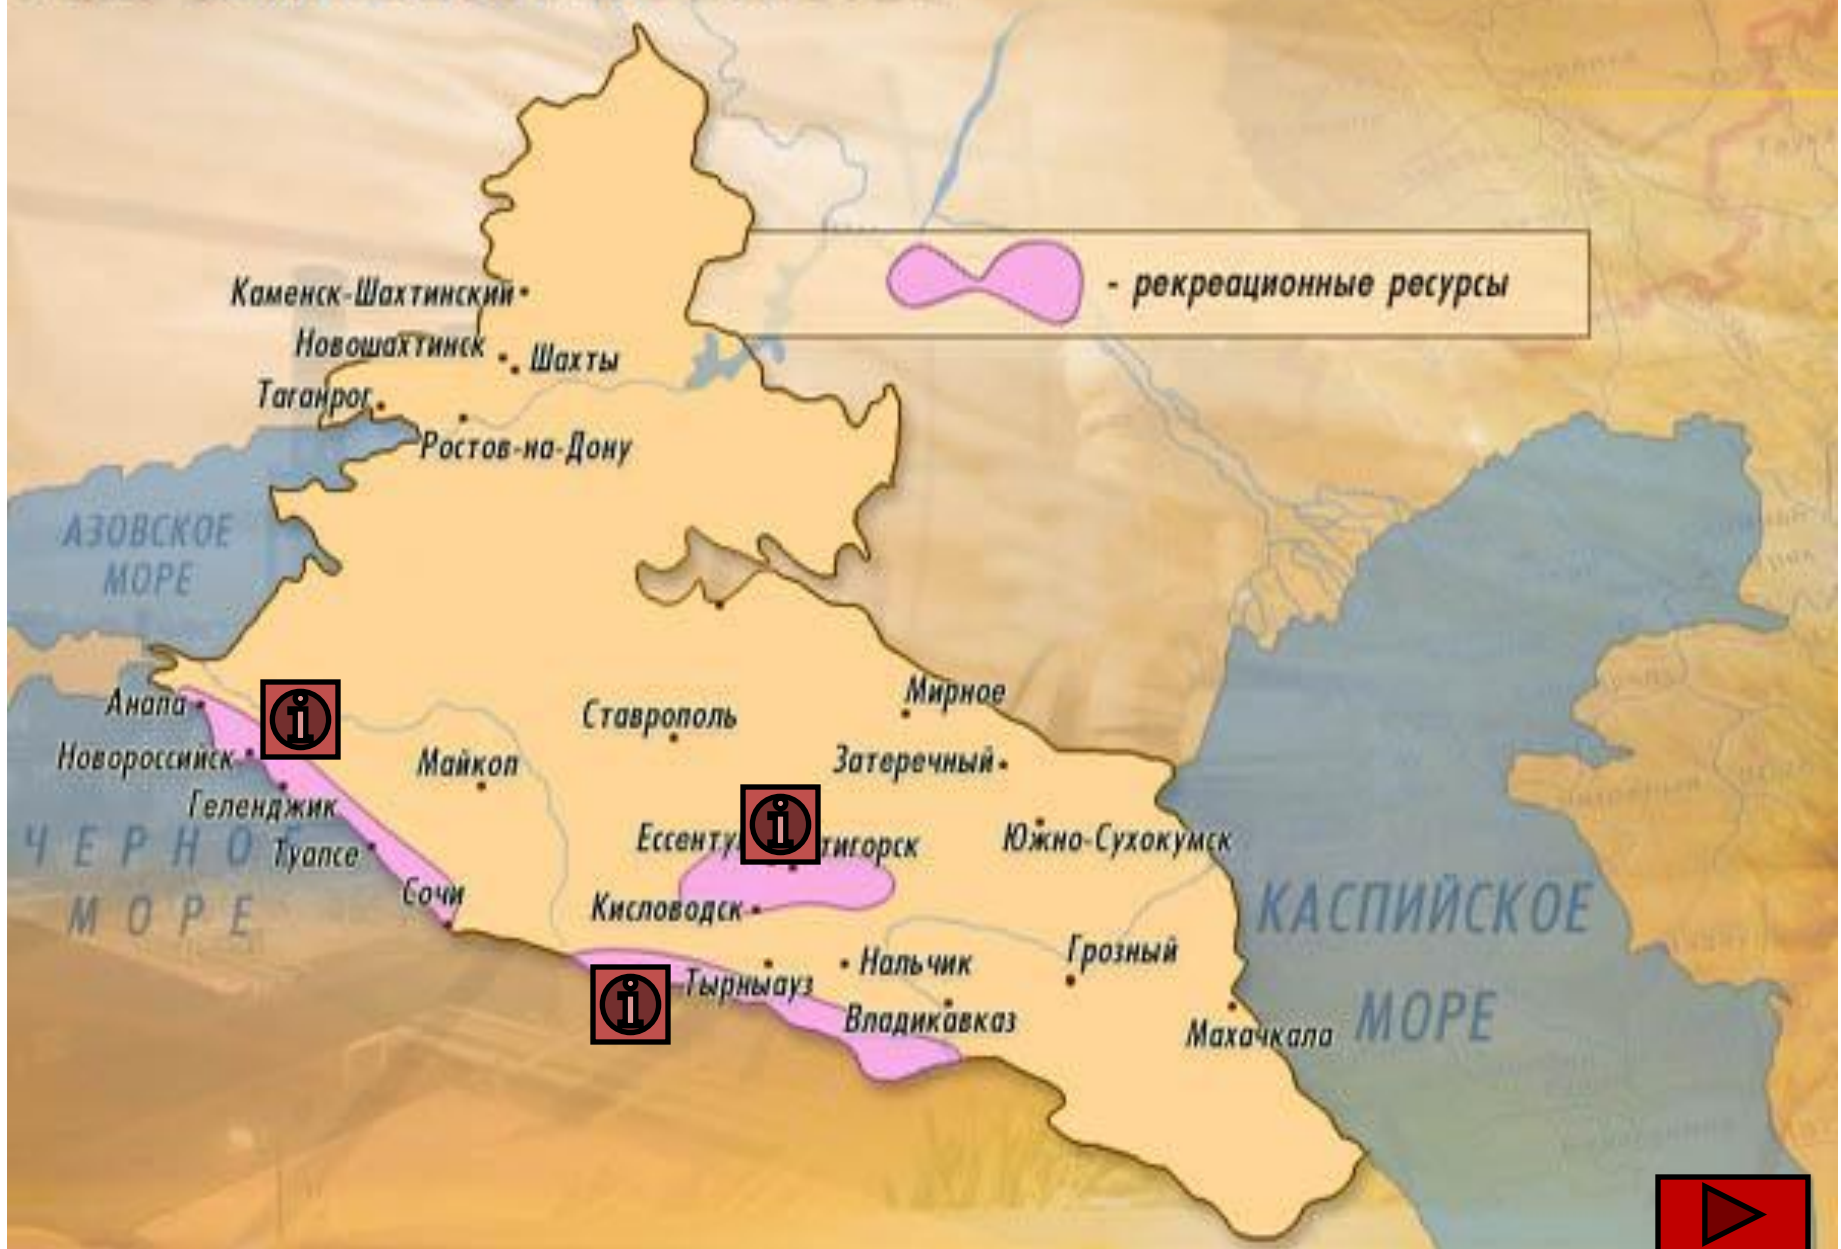 - рекреационные ресурсы
Каменск-Шахтинский
Новошахтинск
Шахты
Таганрог
Ростов-на-Дону
АЗОВСКОЕ
МОРЕ
Анапа
Новороссийск
Геленджик
Туапсе
Сочи
ЧЕРНОЕ
МОРЕ
Майкоп
Ставрополь
Мирное
Затеречный
Южно-Сухокумск
Кисловодск
Тырныауз
Нальчик
Владикавказ
Грозный
Махачкала
КАСПИЙСКОЕ
МОРЕ